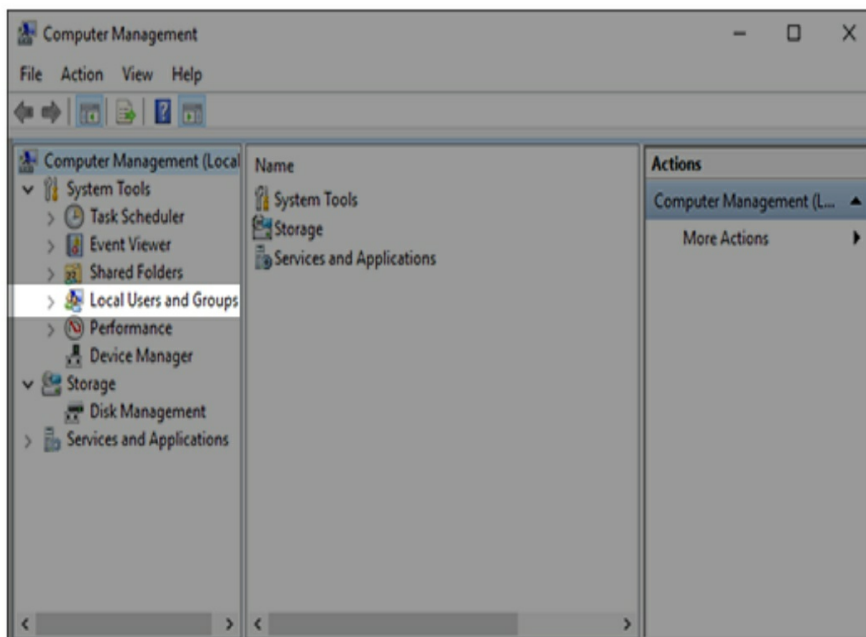 Computer Management
File Action View Help
Computer Management (Local
System Tools
Task Scheduler
Event Viewer
Shared Folders
Local Users and Groups
Performance
Device Manager
Storage
Disk Management
Services and Applications
Name
System Tools
Storage
Services and Applications
Actions
Computer Management (L...
More Actions